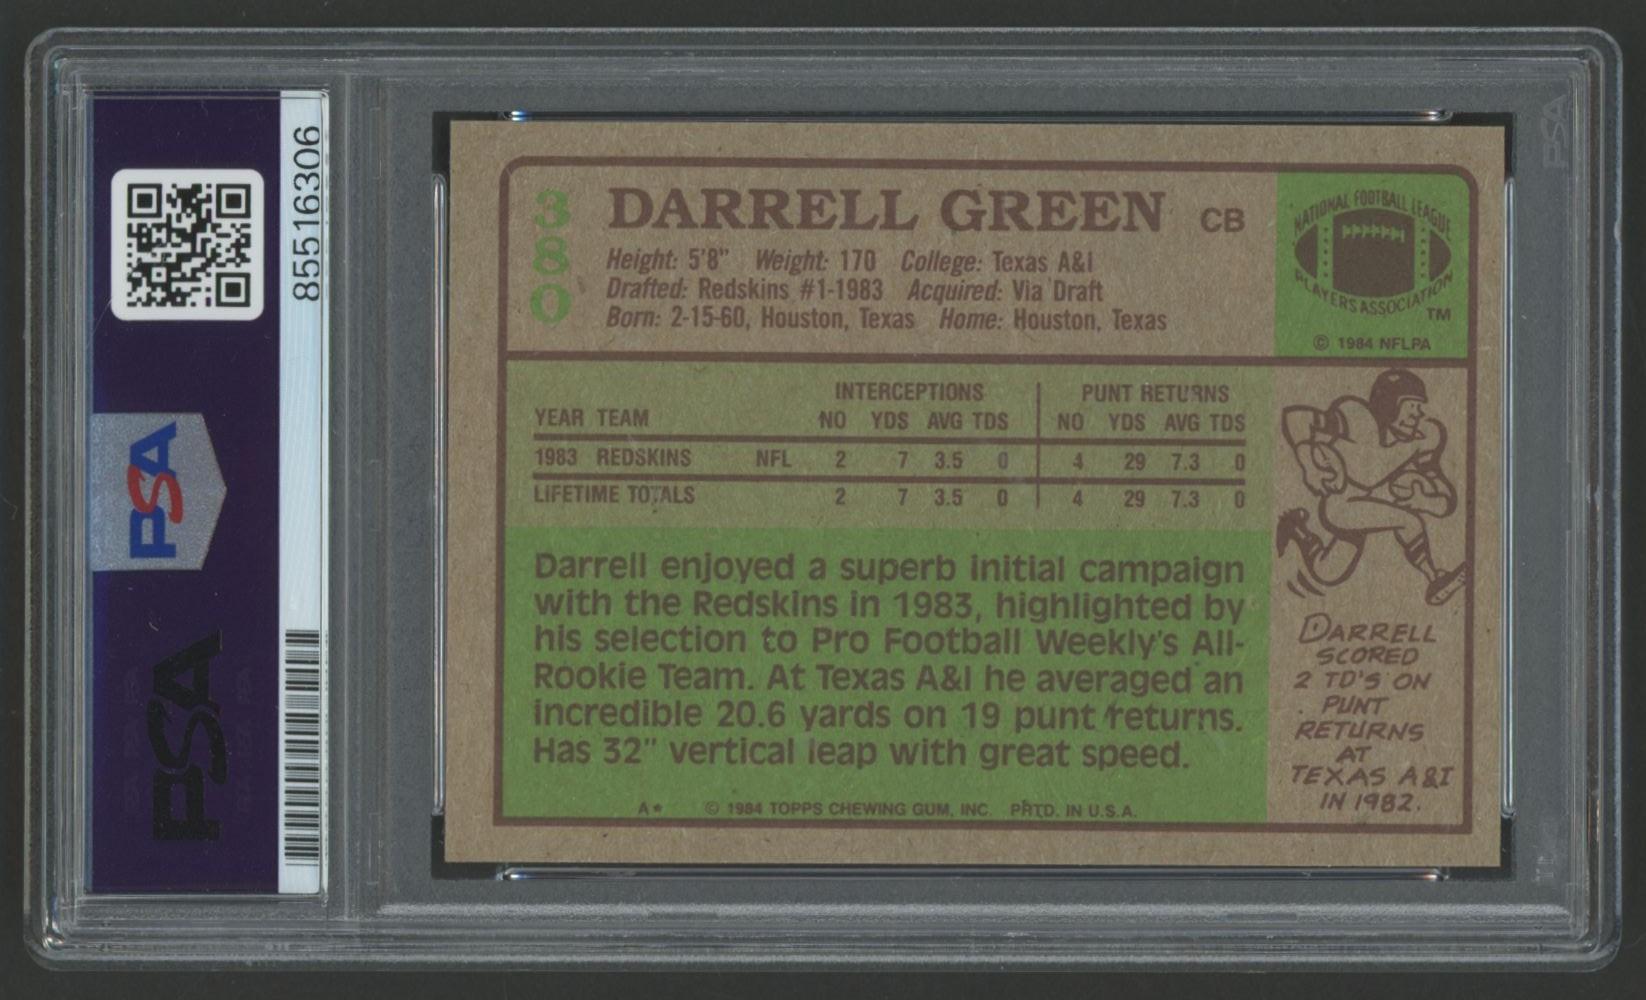 85516306
PSA
PSA
PSA
380
DARRELL GREEN CB
Height: 5'8" Weight: 170 College: Texas A&I
Drafted: Redskins #1-1983 Acquired: Via Draft
Born: 2-15-60, Houston, Texas Home: Houston, Texas
NATIONAL FOOTBALL LEAGUE
PLAYERS ASSOCIATION
TM
© 1984 NFLPA
INTERCEPTIONS PUNT RETURNS
YEAR TEAM NO YDS AVG TDS NO YDS AVG TDS
1983 REDSKINS NFL 2 7 3.5 0 4 29 7.3 0
LIFETIME TOTALS 2 7 3.5 0 4 29 7.3 0
Darrell enjoyed a superb initial campaign
with the Redskins in 1983, highlighted by
his selection to Pro Football Weekly's All-
Rookie Team. At Texas A&I he averaged an
incredible 20.6 yards on 19 punt returns.
Has 32" vertical leap with great speed.
DARRELL
SCORED
2 TD'S ON
PUNT
RETURNS
AT
TEXAS A&I
IN 1982.
A* © 1984 TOPPS CHEWING GUM, INC. PRTD. IN U.S.A.